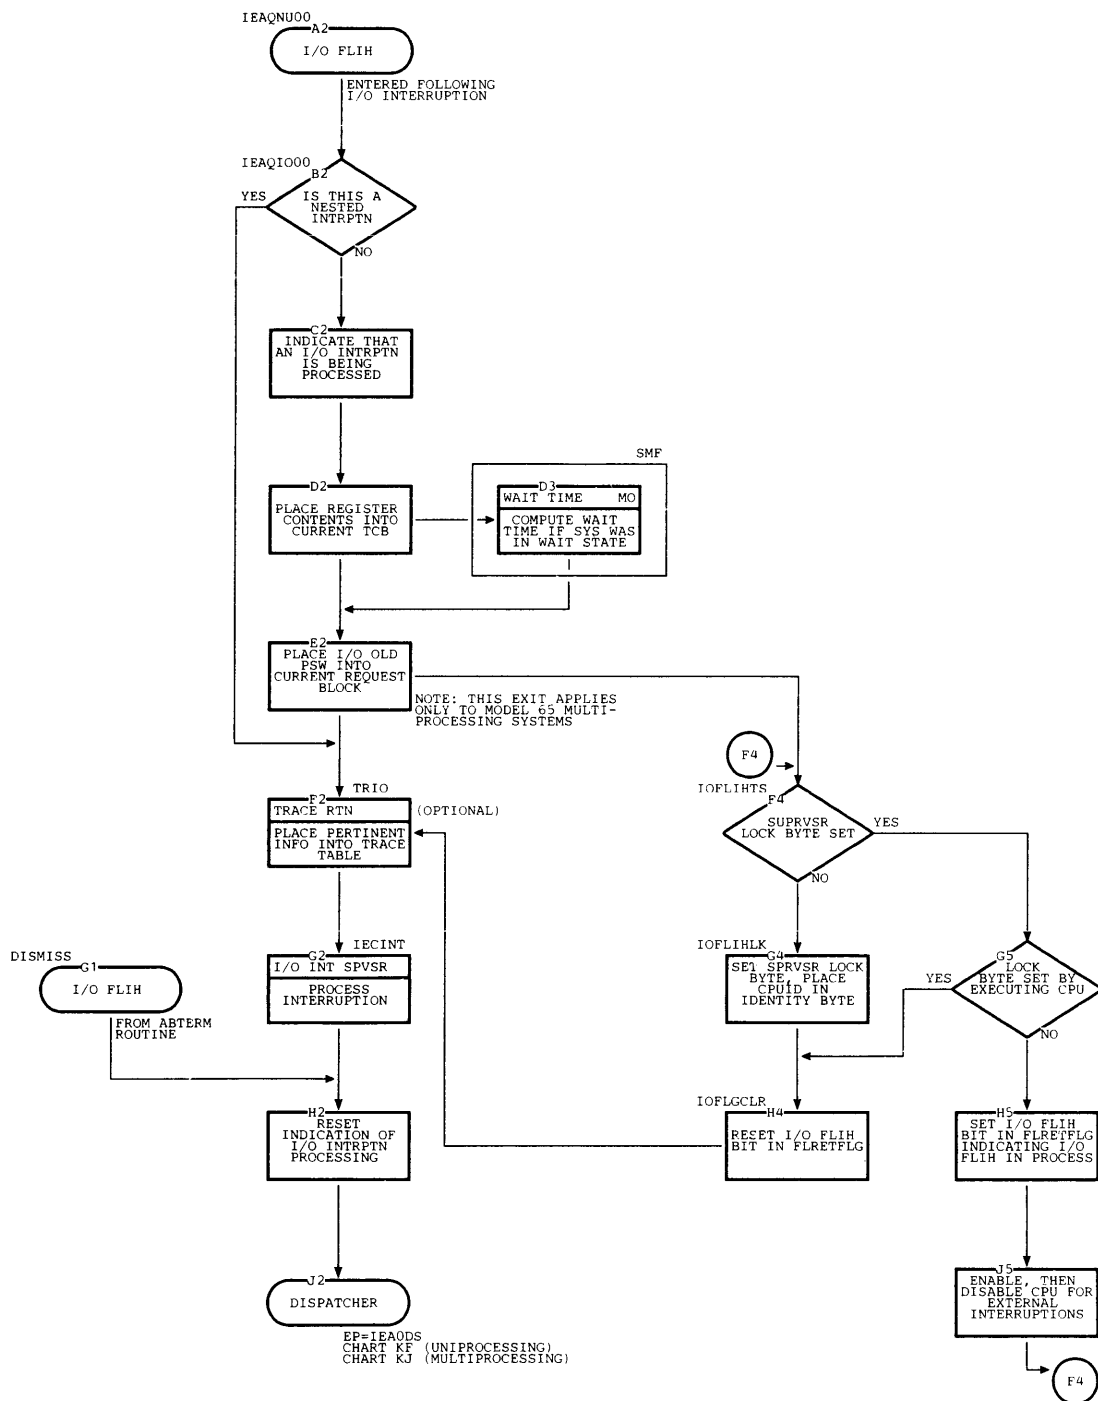 IEAQNU00
A2
I/O FLIH
ENTERED FOLLOWING
I/O INTERRUPTION
IEAQIO00
B2
YES
IS THIS A
NESTED
INTRPTN
NO
C2
INDICATE THAT
AN I/O INTRPTN
IS BEING
PROCESSED
SMF
D2
PLACE REGISTER
CONTENTS INTO
CURRENT TCB
D3
WAIT TIME MO
COMPUTE WAIT
TIME IF SYS WAS
IN WAIT STATE
E2
PLACE I/O OLD
PSW INTO
CURRENT REQUEST
BLOCK
NOTE: THIS EXIT APPLIES
ONLY TO MODEL 65 MULTI-
PROCESSING SYSTEMS
F4
IOFLIHTS
F4
SUPRVSR
LOCK BYTE SET
YES
NO
TRIO
F2
TRACE RTN
(OPTIONAL)
PLACE PERTINENT
INFO INTO TRACE
TABLE
DISMISS
G1
I/O FLIH
FROM ABTERM
ROUTINE
IECINT
G2
I/O INT SPVSR
PROCESS
INTERRUPTION
IOFLIHLK
G4
SET SPRVSR LOCK
BYTE, PLACE
CPUID IN
IDENTITY BYTE
G5
YES
LOCK
BYTE SET BY
EXECUTING CPU
NO
H2
RESET
INDICATION OF
I/O INTRPTN
PROCESSING
IOFLGCLR
H4
RESET I/O FLIH
BIT IN FLRETFLG
H5
SET I/O FLIH
BIT IN FLRETFLG
INDICATING I/O
FLIH IN PROCESS
J2
DISPATCHER
EP=IEA0DS
CHART KF (UNIPROCESSING)
CHART KJ (MULTIPROCESSING)
J5
ENABLE, THEN
DISABLE CPU FOR
EXTERNAL
INTERRUPTIONS
F4